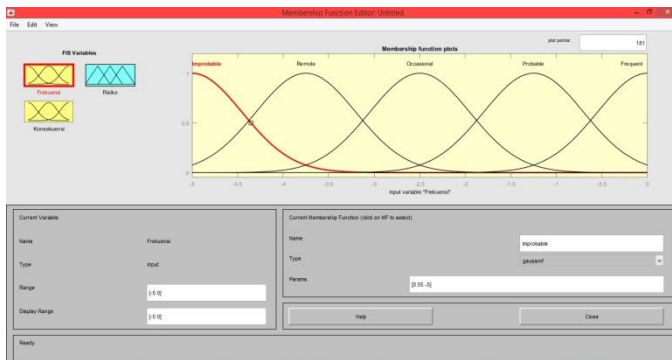 Membership Function Editor: Untitled
File Edit View
FIS Variables
Frekuensi
Risiko
Konsekuensi
Membership function plots
plot points:
181
Improbable Remote Occasional Probable Frequent
1
0.5
0
-5 -4.5 -4 -3.5 -3 -2.5 -2 -1.5 -1 -0.5 0
input variable "Frekuensi"
Current Variable
Name Frekuensi
Type input
Range [-5 0]
Display Range [-5 0]
Current Membership Function (click on MF to select)
Name Improbable
Type gaussmf
Params [0.55 -5]
Help Close
Ready